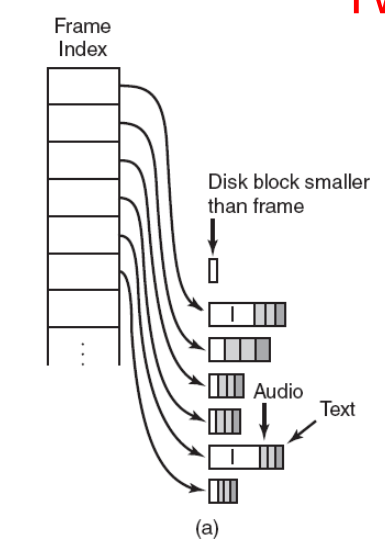 Frame
Index
Disk block smaller
than frame
I
Audio
Text
I
(a)